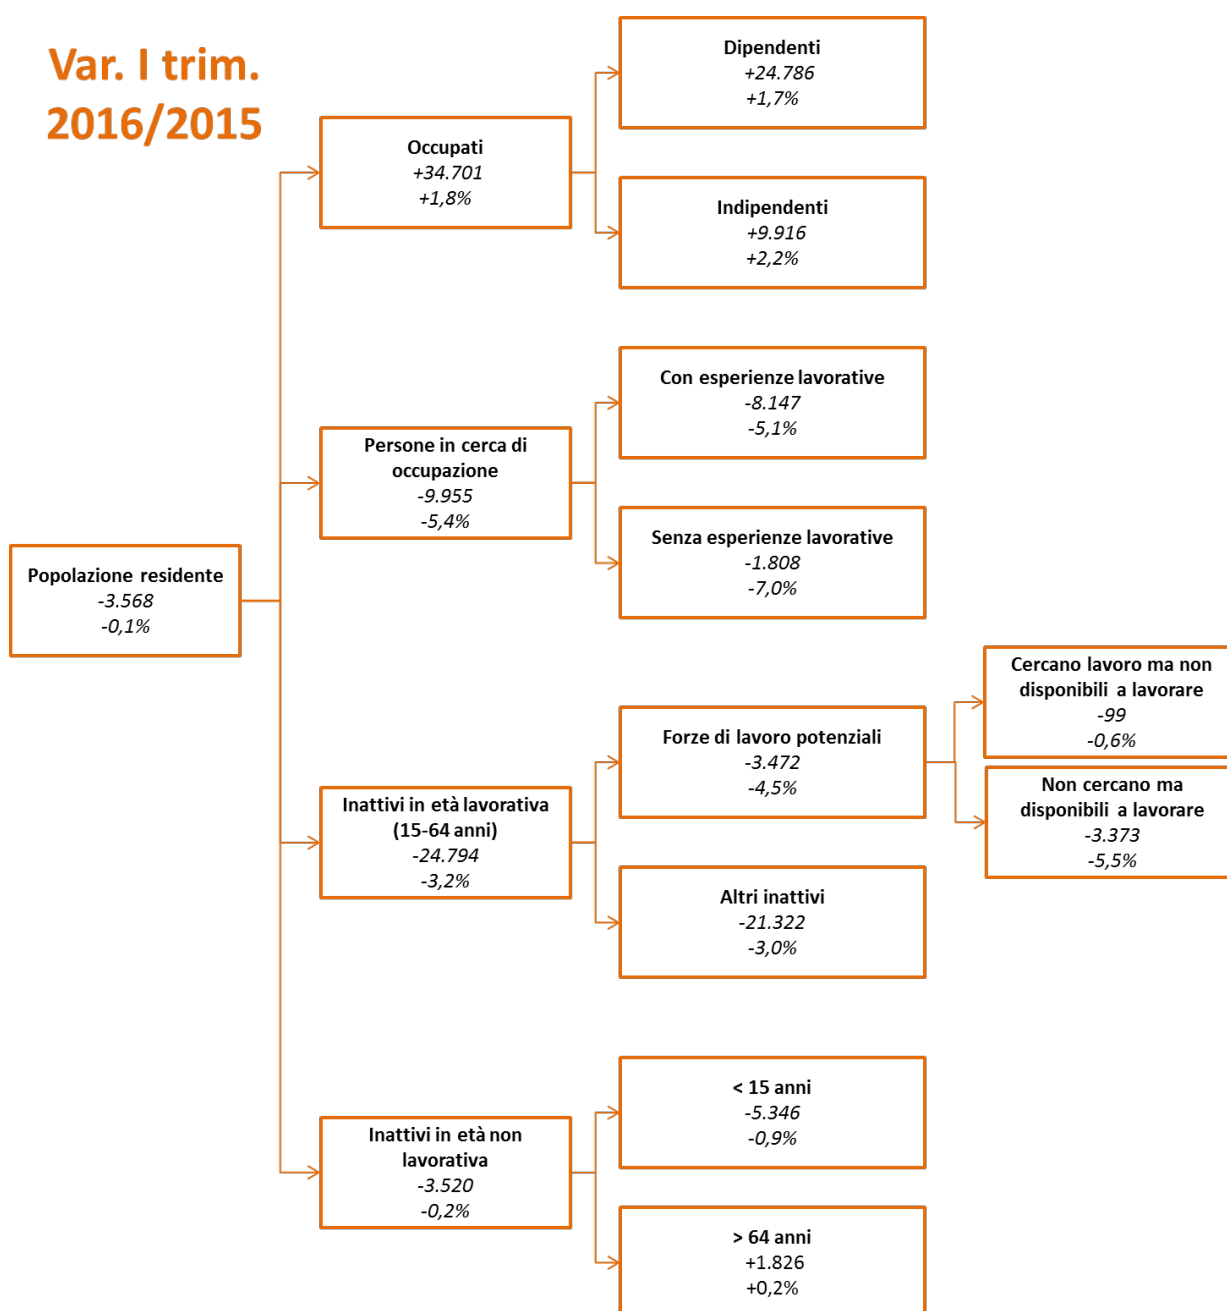 Var. I trim.
2016/2015
Dipendenti
+24.786
+1,7%
Occupati
+34.701
+1,8%
Indipendenti
+9.916
+2,2%
Con esperienze lavorative
-8.147
-5,1%
Persone in cerca di
occupazione
-9.955
-5,4%
Senza esperienze lavorative
-1.808
-7,0%
Popolazione residente
-3.568
-0,1%
Cercano lavoro ma non
disponibili a lavorare
-99
-0,6%
Forze di lavoro potenziali
-3.472
-4,5%
Non cercano ma
disponibili a lavorare
-3.373
-5,5%
Inattivi in età lavorativa
(15-64 anni)
-24.794
-3,2%
Altri inattivi
-21.322
-3,0%
< 15 anni
-5.346
-0,9%
Inattivi in età non
lavorativa
-3.520
-0,2%
> 64 anni
+1.826
+0,2%